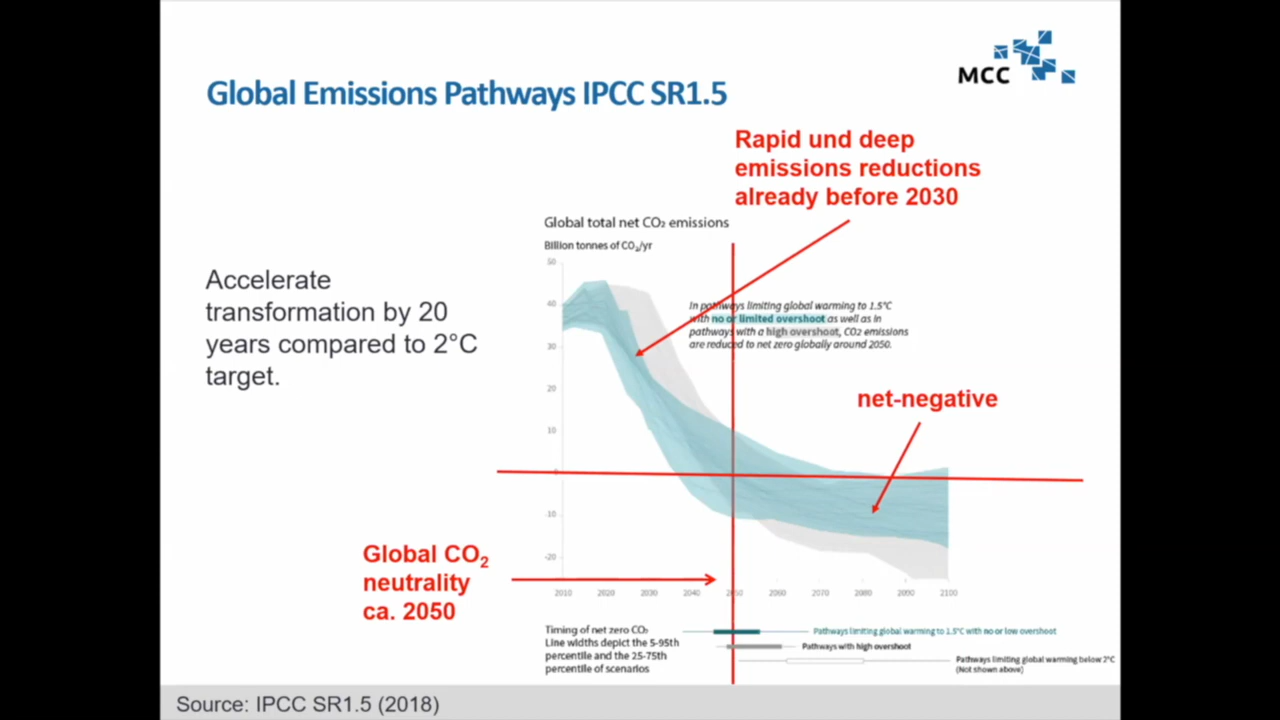 MCC
Global Emissions Pathways IPCC SR1.5
Rapid und deep
emissions reductions
already before 2030
Global total net CO₂ emissions
Billion tonnes of CO₂/yr
50
40
30
20
10
0
-10
-20
2010 2020 2030 2040 2050 2060 2070 2080 2090 2100
In pathways limiting global warming to 1.5°C
with no or limited overshoot as well as in
pathways with a high overshoot, CO2 emissions
are reduced to net zero globally around 2050.
Accelerate
transformation by 20
years compared to 2°C
target.
net-negative
Global CO₂
neutrality
ca. 2050
Timing of net zero CO₂
Line widths depict the 5-95th
percentile and the 25-75th
percentile of scenarios
Pathways limiting global warming to 1.5°C with no or low overshoot
Pathways with high overshoot
Pathways limiting global warming below 2°C
(Not shown above)
Source: IPCC SR1.5 (2018)